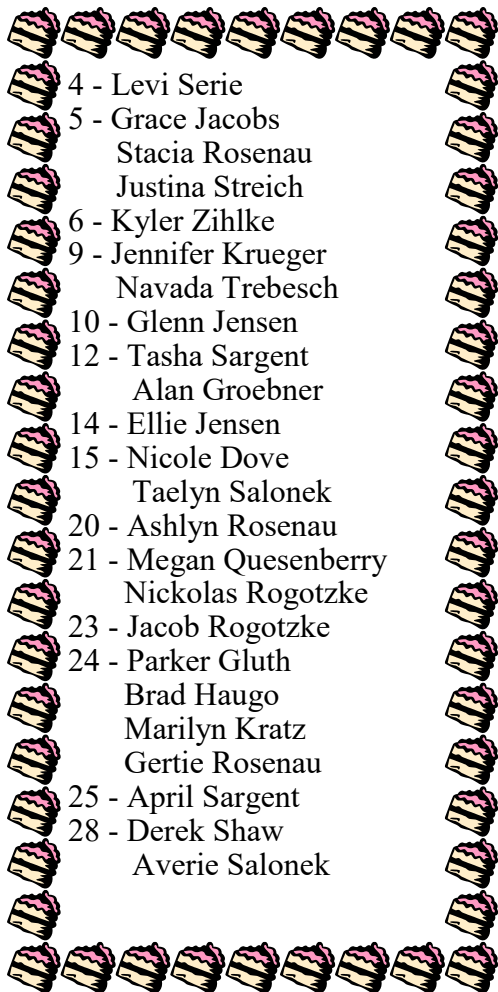 4 - Levi Serie
5 - Grace Jacobs
Stacia Rosenau
Justina Streich
6 - Kyler Zihlke
9 - Jennifer Krueger
Navada Trebesch
10 - Glenn Jensen
12 - Tasha Sargent
Alan Groebner
14 - Ellie Jensen
15 - Nicole Dove
Taelyn Salonek
20 - Ashlyn Rosenau
21 - Megan Quesenberry
Nickolas Rogotzke
23 - Jacob Rogotzke
24 - Parker Gluth
Brad Haugo
Marilyn Kratz
Gertie Rosenau
25 - April Sargent
28 - Derek Shaw
Averie Salonek